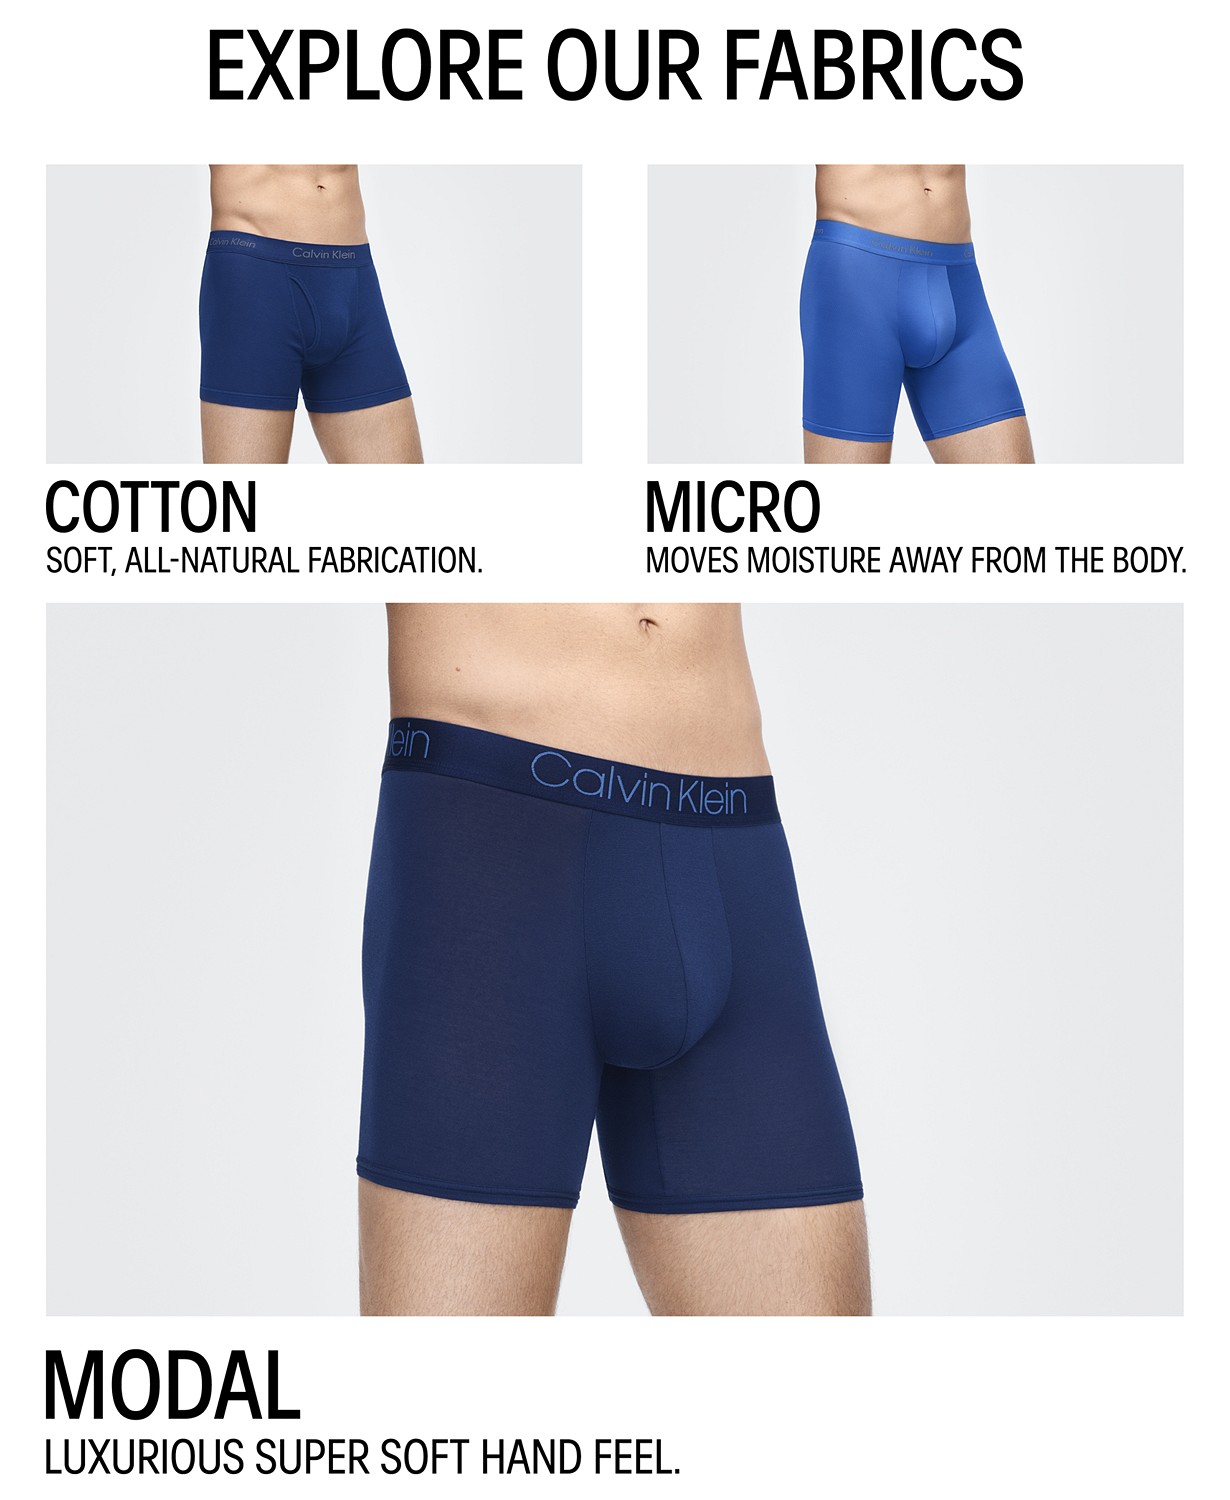 EXPLORE OUR FABRICS
Calvin Klein
Calvin Klein
Calvin Klein
COTTON
SOFT, ALL-NATURAL FABRICATION.
MICRO
MOVES MOISTURE AWAY FROM THE BODY.
lein
Calvin Klein
MODAL
LUXURIOUS SUPER SOFT HAND FEEL.